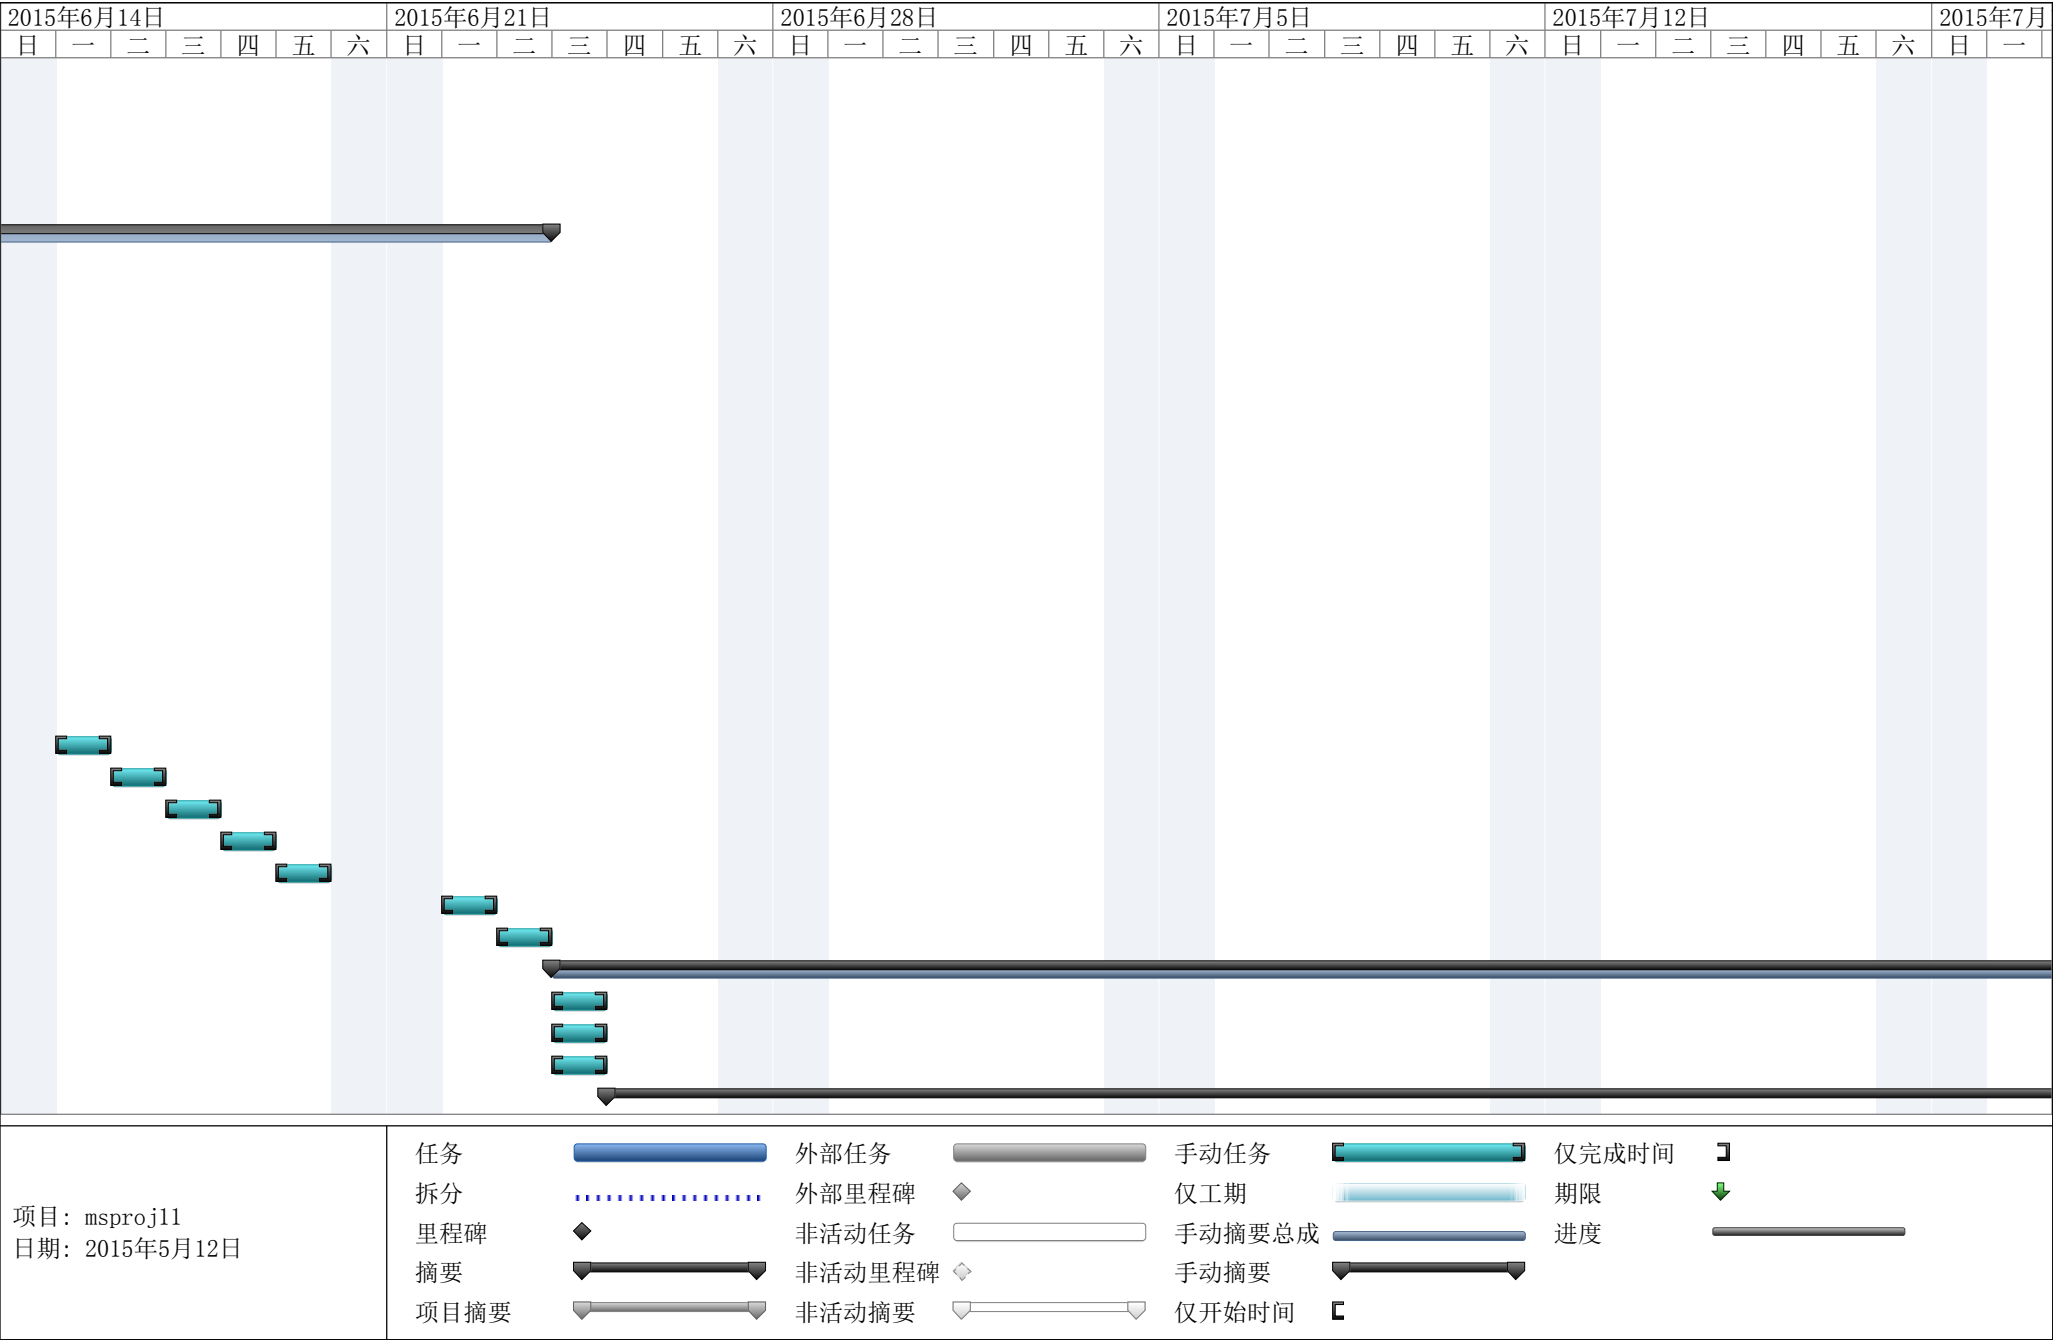 2015年6月14日 2015年6月21日 2015年6月28日 2015年7月5日 2015年7月12日 2015年7月
日 一 二 三 四 五 六 日 一 二 三 四 五 六 日 一 二 三 四 五 六 日 一 二 三 四 五 六 日 一 二 三 四 五 六 日 一
任务 外部任务 手动任务 仅完成时间
拆分 外部里程碑 仅工期 期限
里程碑 非活动任务 手动摘要总成 进度
摘要 非活动里程碑 手动摘要
项目摘要 非活动摘要 仅开始时间
项目: msproj11
日期: 2015年5月12日